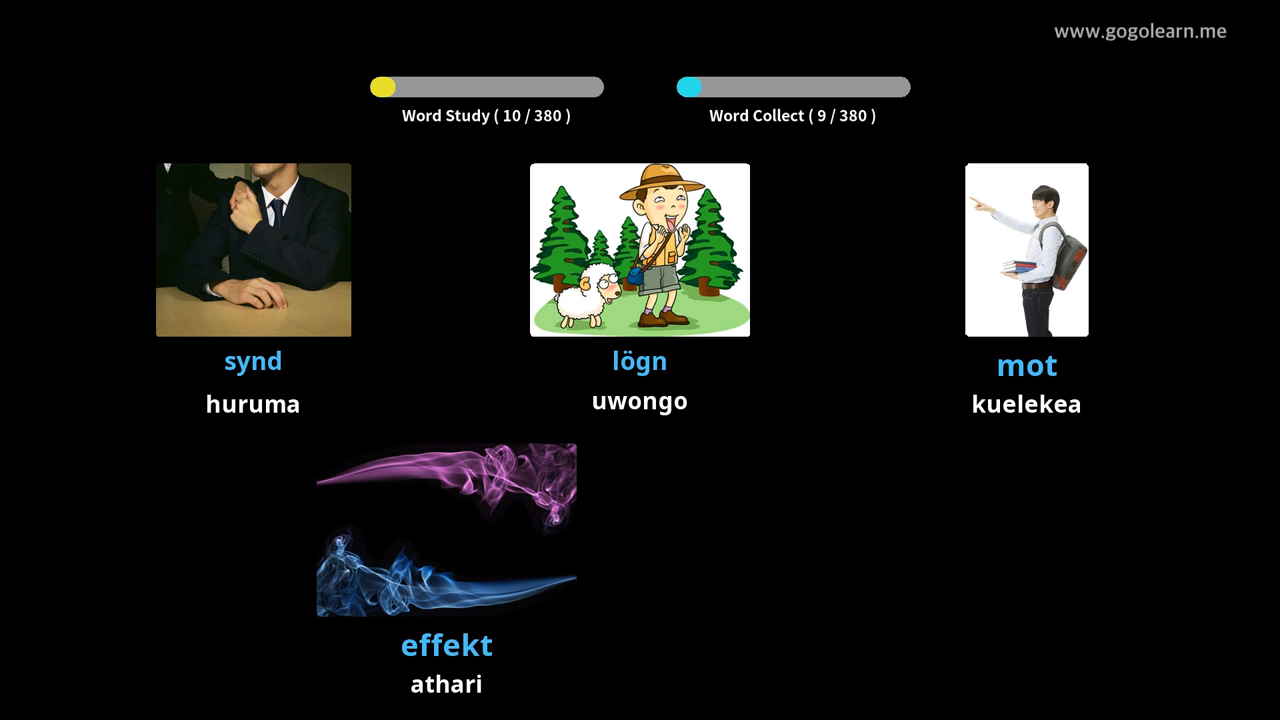 www.gogolearn.me
Word Study ( 10 / 380 )
Word Collect ( 9 / 380 )
synd
lögn
mot
huruma
uwongo
kuelekea
effekt
athari